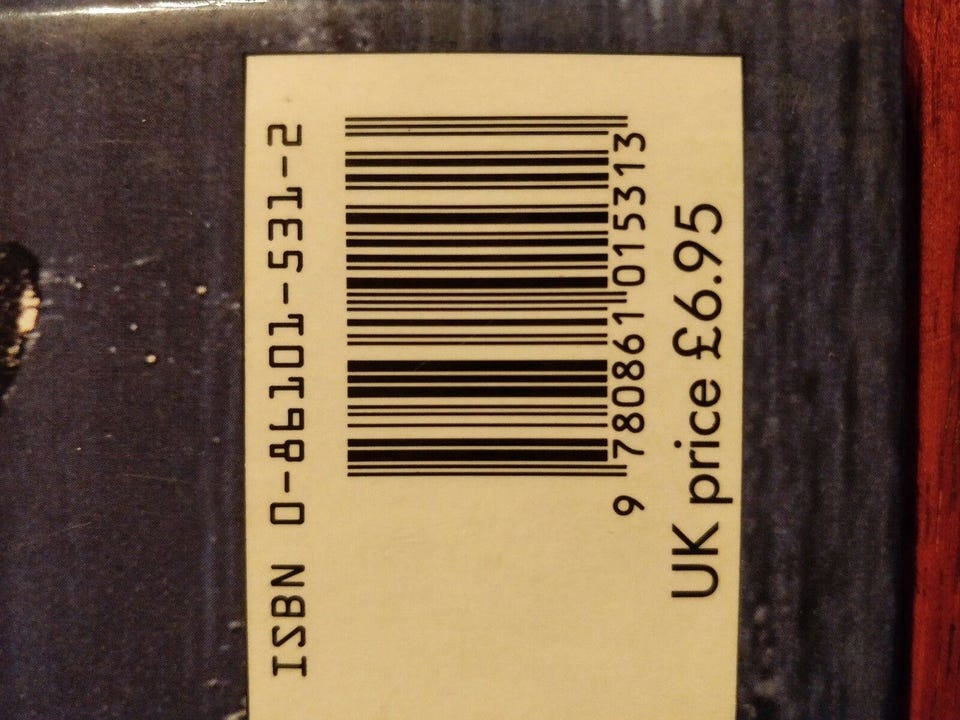 ISBN 0-86101-531-2
9 780861 015313
UK price £6.95